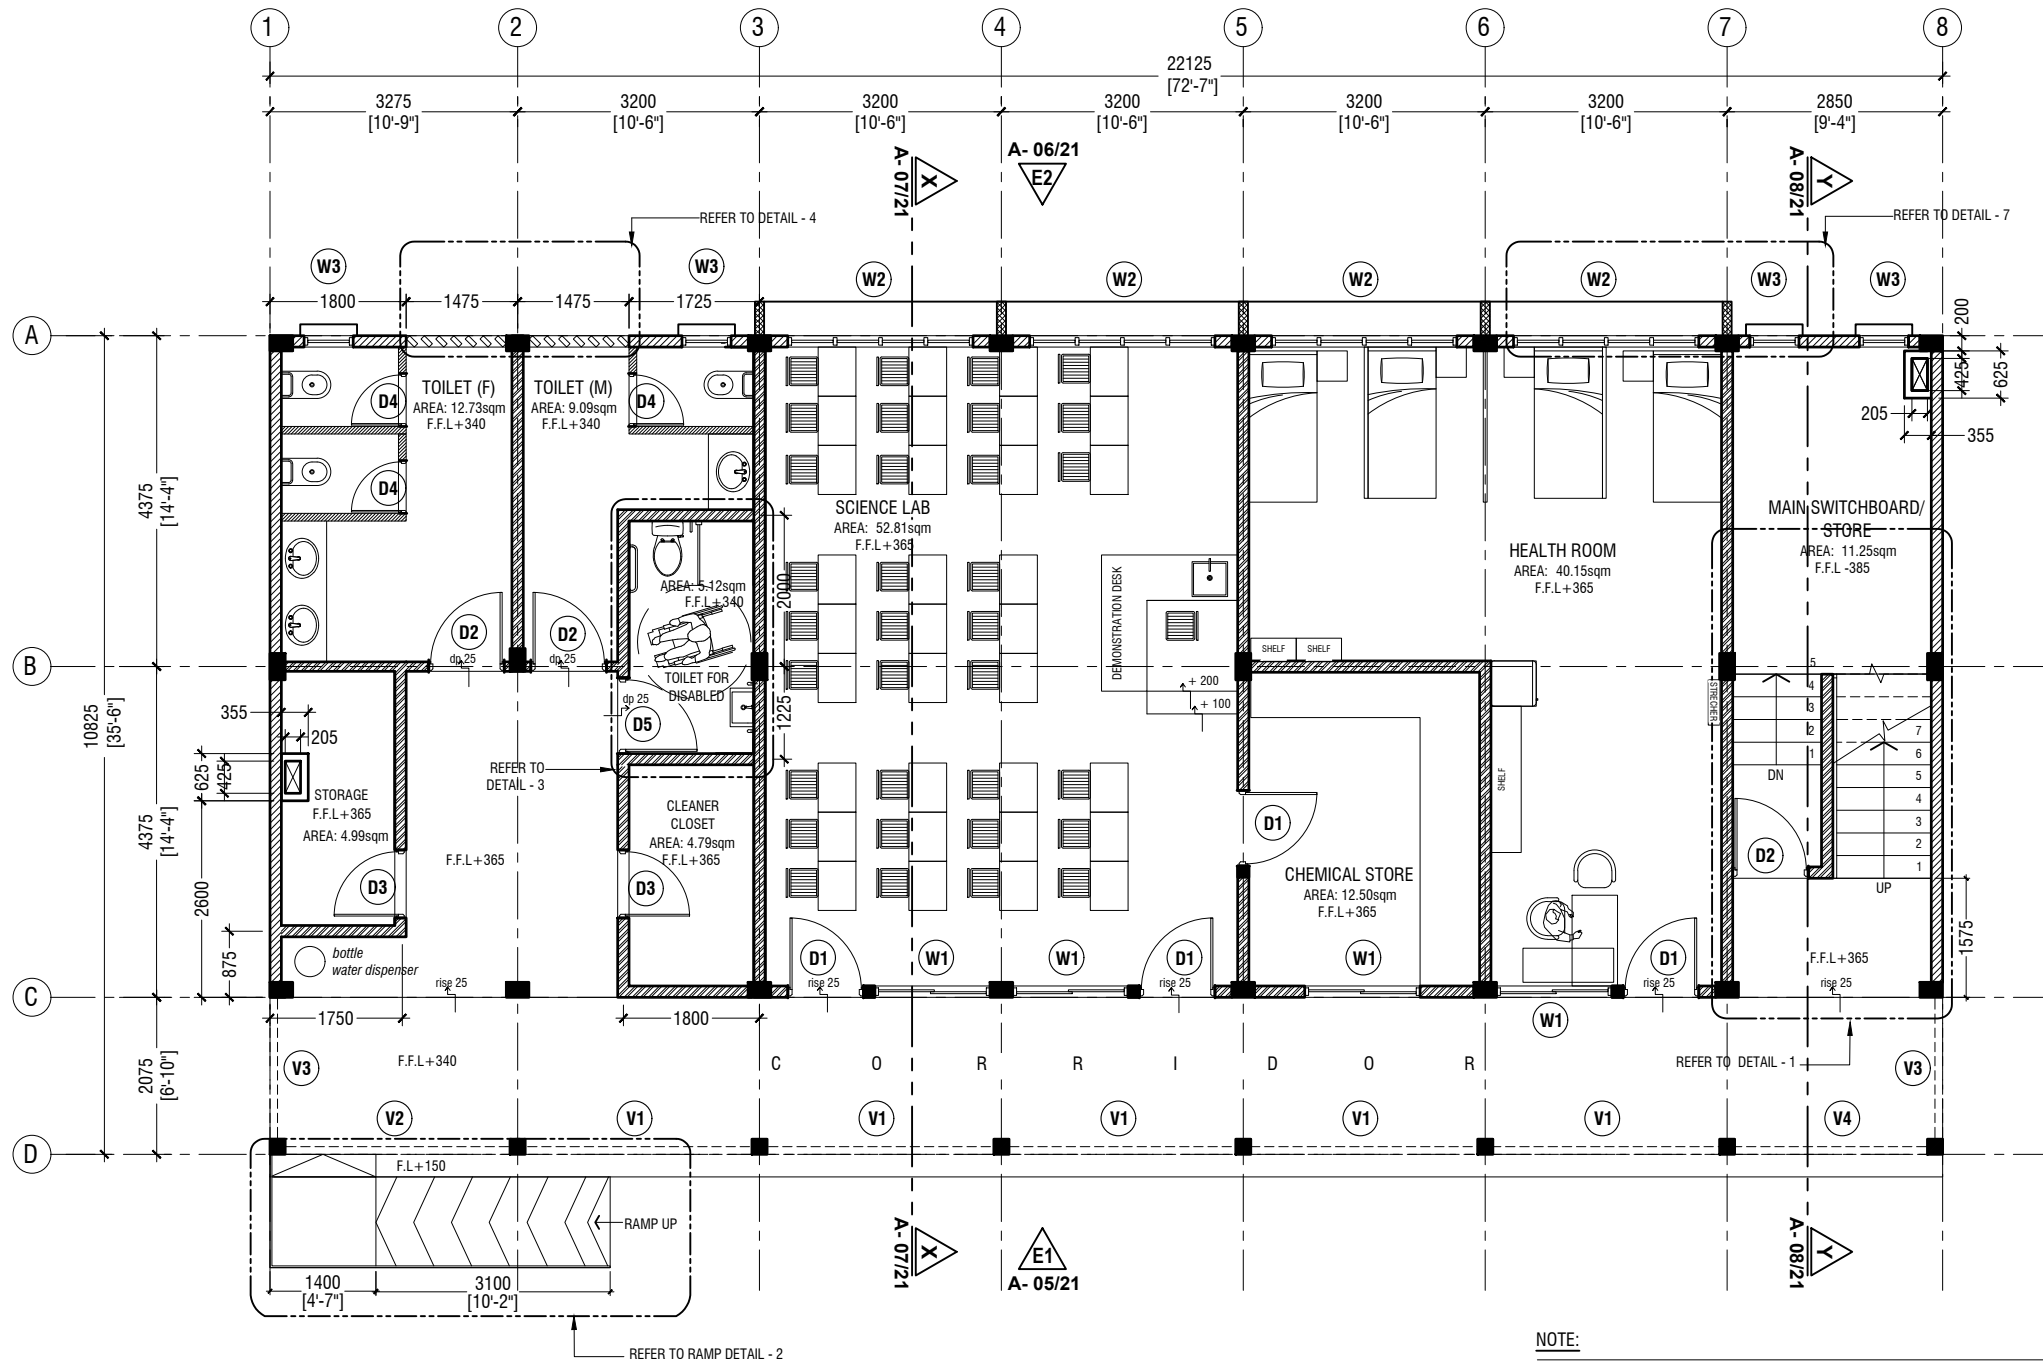 1 2 3 4 5 6 7 8
22125
[72'-7"]
3275 3200 3200 3200 3200 3200 2850
[10'-9"] [10'-6"] [10'-6"] [10'-6"] [10'-6"] [10'-6"] [9'-4"]
A- 07/21 X
A- 06/21
E2
A- 08/21 Y
REFER TO DETAIL - 4
REFER TO DETAIL - 7
W3 W3 W2 W2 W2 W2 W3 W3
1800 1475 1475 1725
A
200
425
625
205
355
TOILET (F)
AREA: 12.73sqm
F.F.L+340
TOILET (M)
AREA: 9.09sqm
F.F.L+340
D4 D4
D4
4375
[14'-4"]
SCIENCE LAB
AREA: 52.81sqm
F.F.L+365
MAIN SWITCHBOARD/
STORE
AREA: 11.25sqm
F.F.L -385
HEALTH ROOM
AREA: 40.15sqm
F.F.L+365
AREA: 5.12sqm
F.F.L+340
2000
DEMONSTRATION DESK
D2 D2
dp 25 dp 25
SHELF SHELF
B
TOILET FOR
DISABLED
dp 25
D5
1225
+ 200
+ 100
STRECHER
5
4
3
2
1
DN
7
6
5
4
3
2
1
UP
10825
[35'-6"]
355
205
625
425
REFER TO
DETAIL - 3
STORAGE
F.F.L+365
AREA: 4.99sqm
CLEANER
CLOSET
AREA: 4.79sqm
F.F.L+365
SHELF
4375
[14'-4"]
2600
F.F.L+365
D3 D3
D1
D2
CHEMICAL STORE
AREA: 12.50sqm
F.F.L+365
875
bottle
water dispenser
D1 W1 W1 D1 W1 D1
F.F.L+365
1575
rise 25 rise 25 rise 25 rise 25 rise 25
C
1750 1800
W1
2075
[6'-10"]
V3
F.F.L+340
C O R R I D O R
REFER TO DETAIL - 1
V3
V2 V1 V1 V1 V1 V1 V4
D
F.L+150
RAMP UP
A- 07/21 X
E1
A- 05/21
A- 08/21 Y
1400 3100
[4'-7"] [10'-2"]
REFER TO RAMP DETAIL - 2
NOTE: